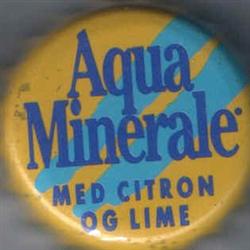 Aqua
Minerale
MED CITRON
OG LIME